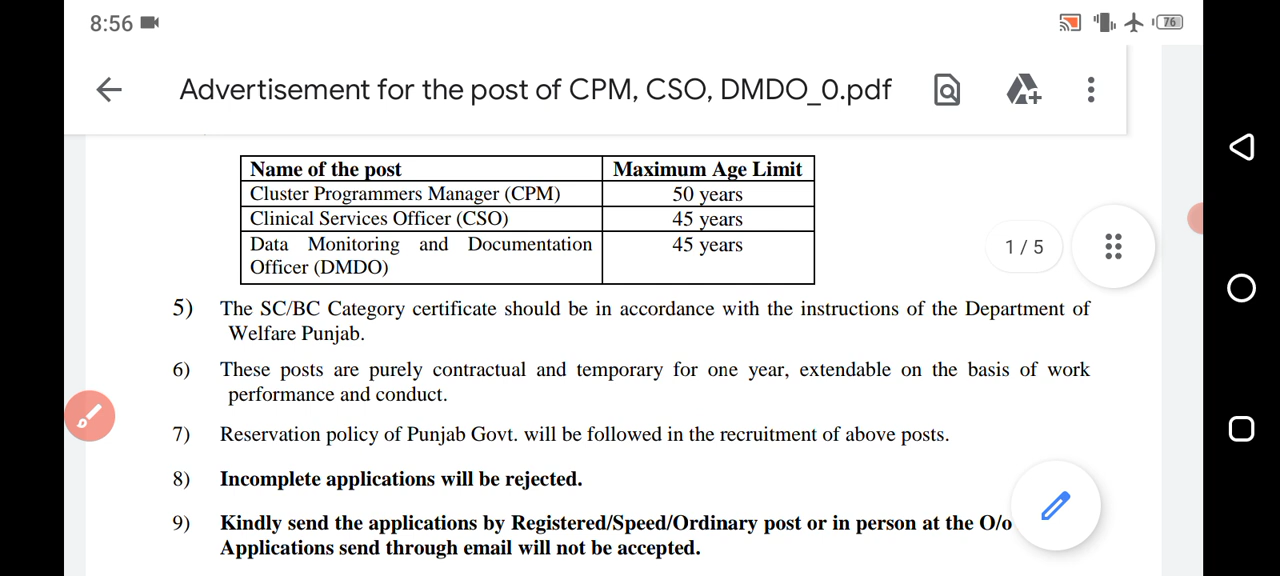 8:56
76
Advertisement for the post of CPM, CSO, DMDO_0.pdf
Name of the post Maximum Age Limit
Cluster Programmers Manager (CPM) 50 years
Clinical Services Officer (CSO) 45 years
Data Monitoring and Documentation 45 years
Officer (DMDO)
1 / 5
5) The SC/BC Category certificate should be in accordance with the instructions of the Department of
Welfare Punjab.
6) These posts are purely contractual and temporary for one year, extendable on the basis of work
performance and conduct.
7) Reservation policy of Punjab Govt. will be followed in the recruitment of above posts.
8) Incomplete applications will be rejected.
9) Kindly send the applications by Registered/Speed/Ordinary post or in person at the O/o
Applications send through email will not be accepted.